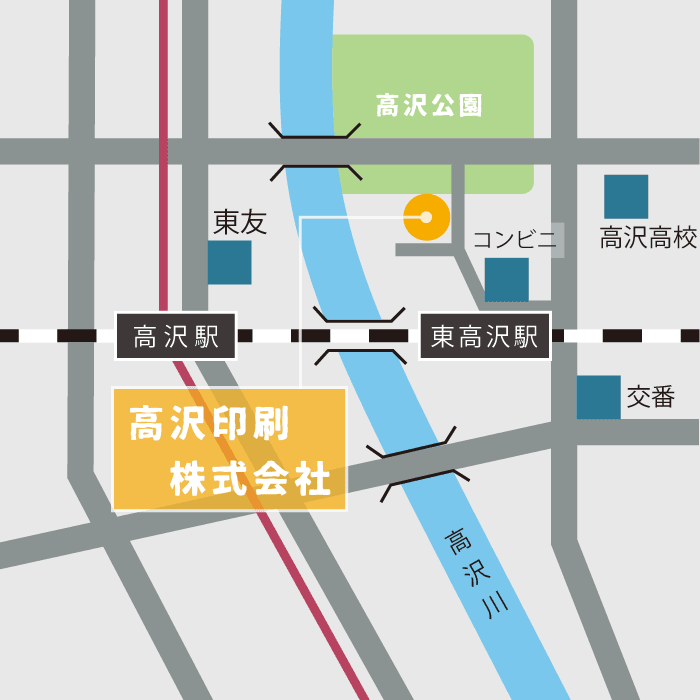 高沢公園
東友
コンビニ
高沢高校
高沢駅
東高沢駅
交番
高沢印刷
株式会社
高沢川